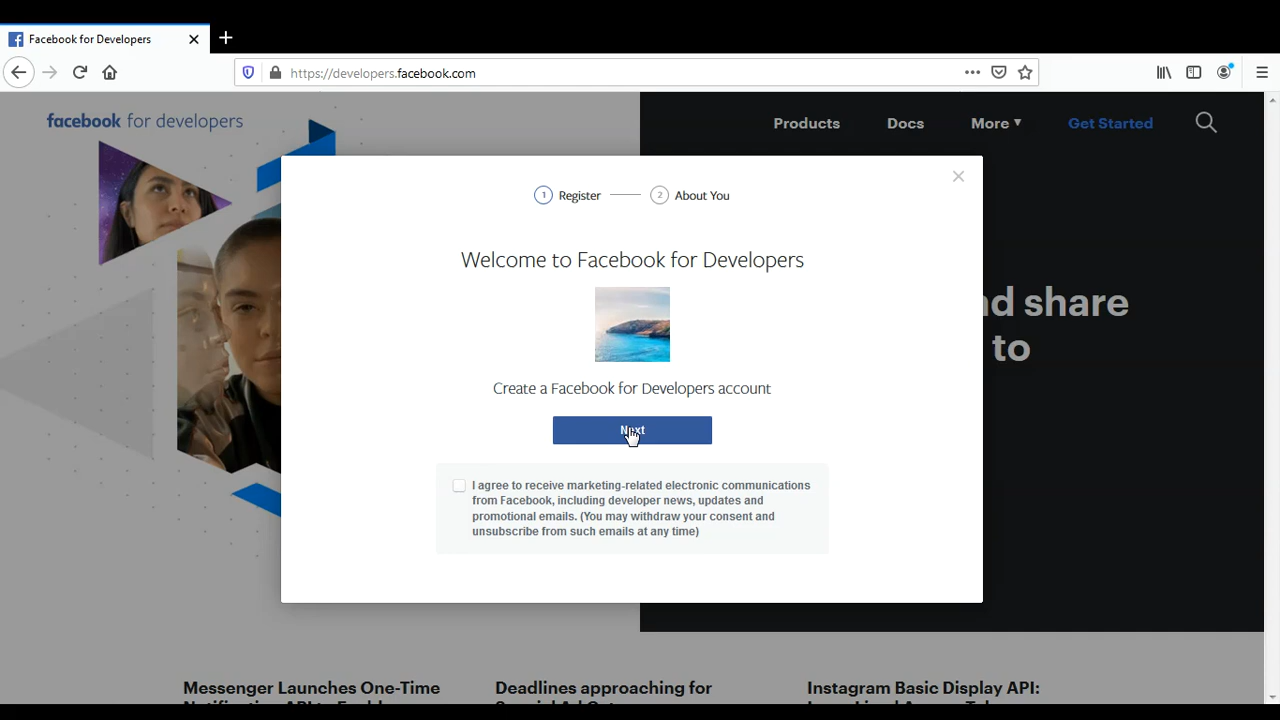 Facebook for Developers
https://developers.facebook.com
facebook for developers
Products
Docs
More
Get Started
1 Register
2 About You
Welcome to Facebook for Developers
nd share
to
Create a Facebook for Developers account
Next
I agree to receive marketing-related electronic communications
from Facebook, including developer news, updates and
promotional emails. (You may withdraw your consent and
unsubscribe from such emails at any time)
Messenger Launches One-Time
Deadlines approaching for
Instagram Basic Display API: